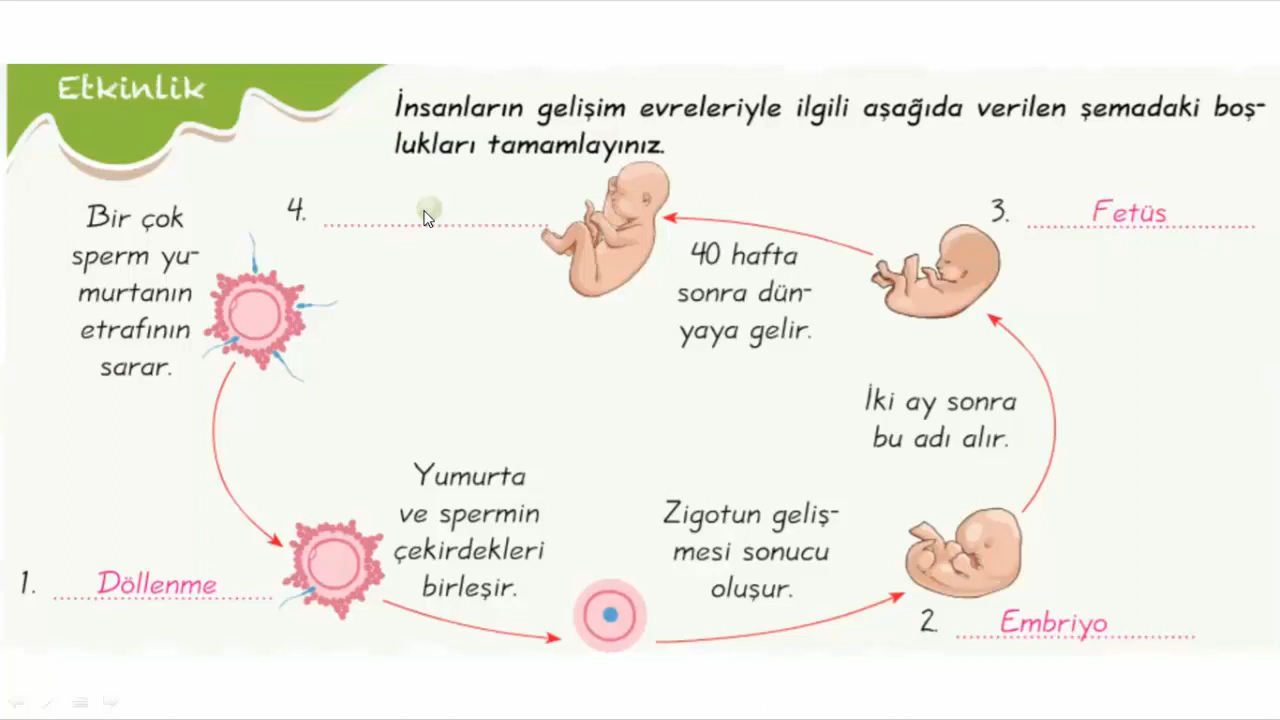 Etkinlik
İnsanların gelişim evreleriyle ilgili aşağıda verilen şemadaki boş-
lukları tamamlayınız.
Bir çok
sperm yu-
murtanın
etrafının
sarar.
4.
40 hafta
sonra dün-
yaya gelir.
3. Fetüs
İki ay sonra
bu adı alır.
Yumurta
ve spermin
çekirdekleri
birleşir.
Zigotun geliş-
mesi sonucu
oluşur.
1. Döllenme
2. Embriyo